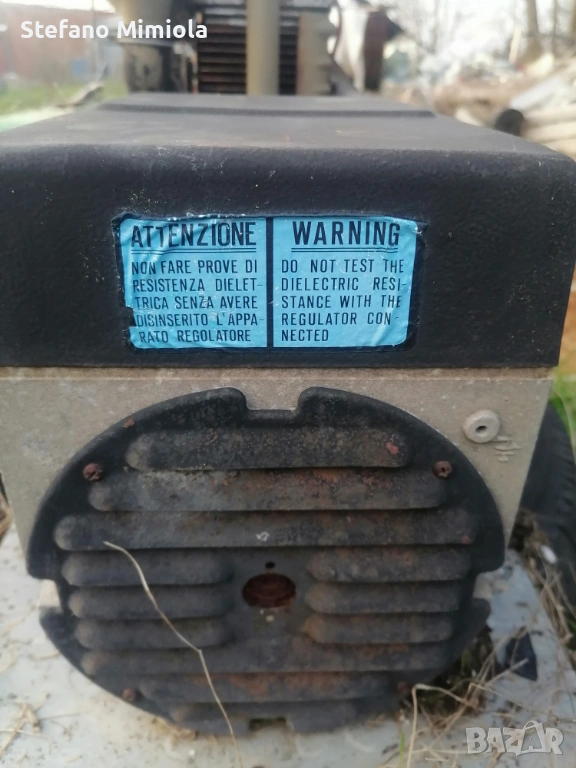 Stefano Mimiola
ATTENZIONE
NON FARE PROVE DI
RESISTENZA DIELET-
TRICA SENZA AVERE
DISINSERITO L'APPA-
RATO REGOLATORE
WARNING
DO NOT TEST THE
DIELECTRIC RESI-
STANCE WITH THE
REGULATOR CON-
NECTED
BAZAR